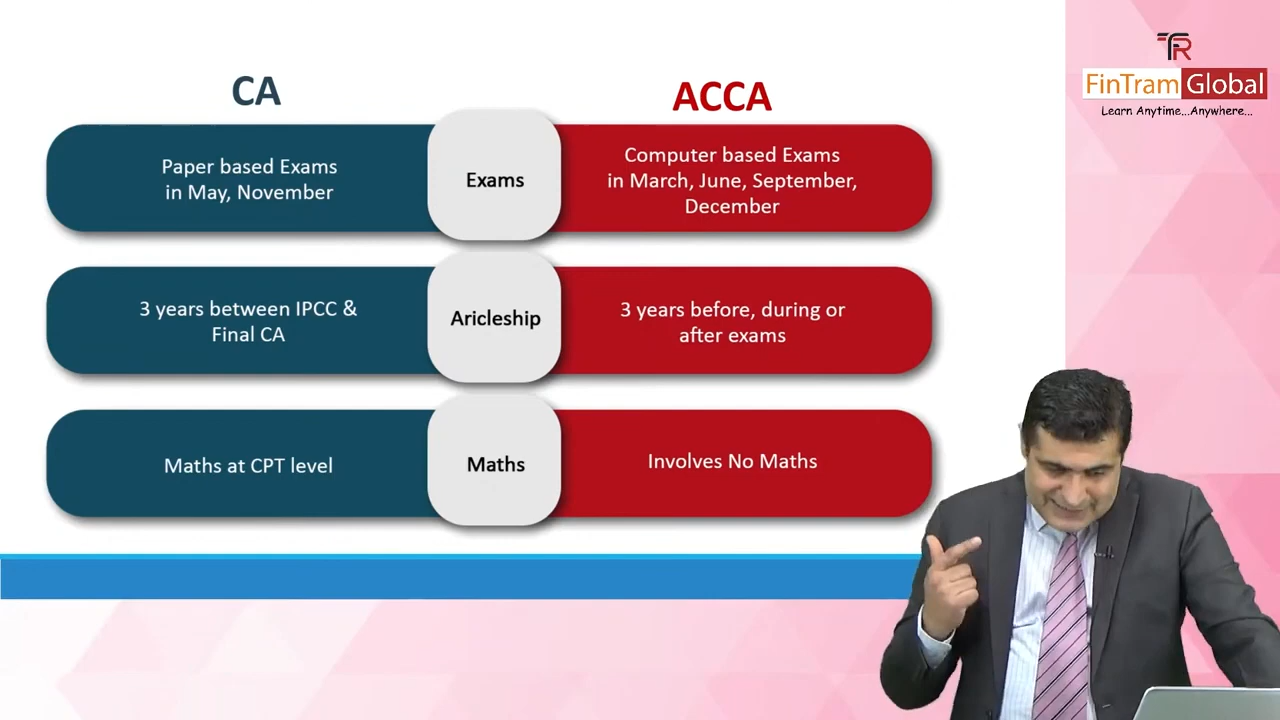 CA
ACCA
Paper based Exams
in May, November
Exams
Computer based Exams
in March, June, September,
December
3 years between IPCC &
Final CA
Aricleship
3 years before, during or
after exams
Maths at CPT level
Maths
Involves No Maths
TR
FinTram Global
Learn Anytime...Anywhere...